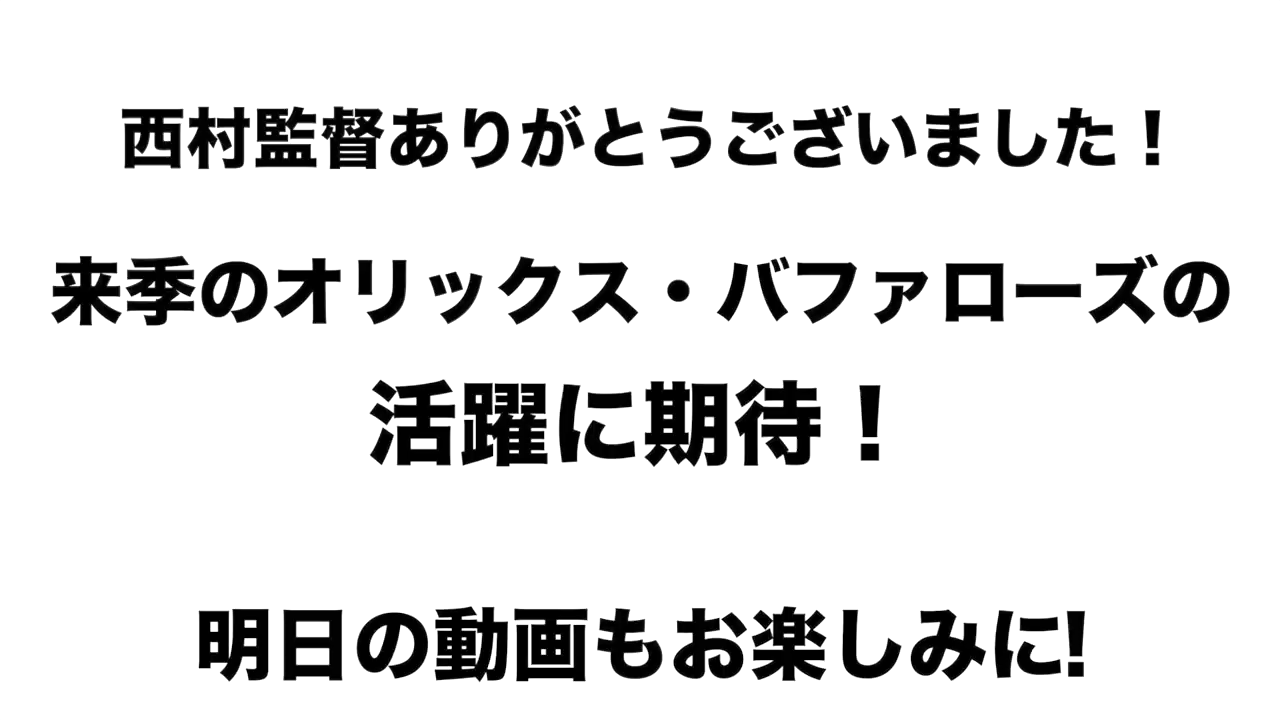 西村監督ありがとうございました！
来季のオリックス・バファローズの
活躍に期待！
明日の動画もお楽しみに!